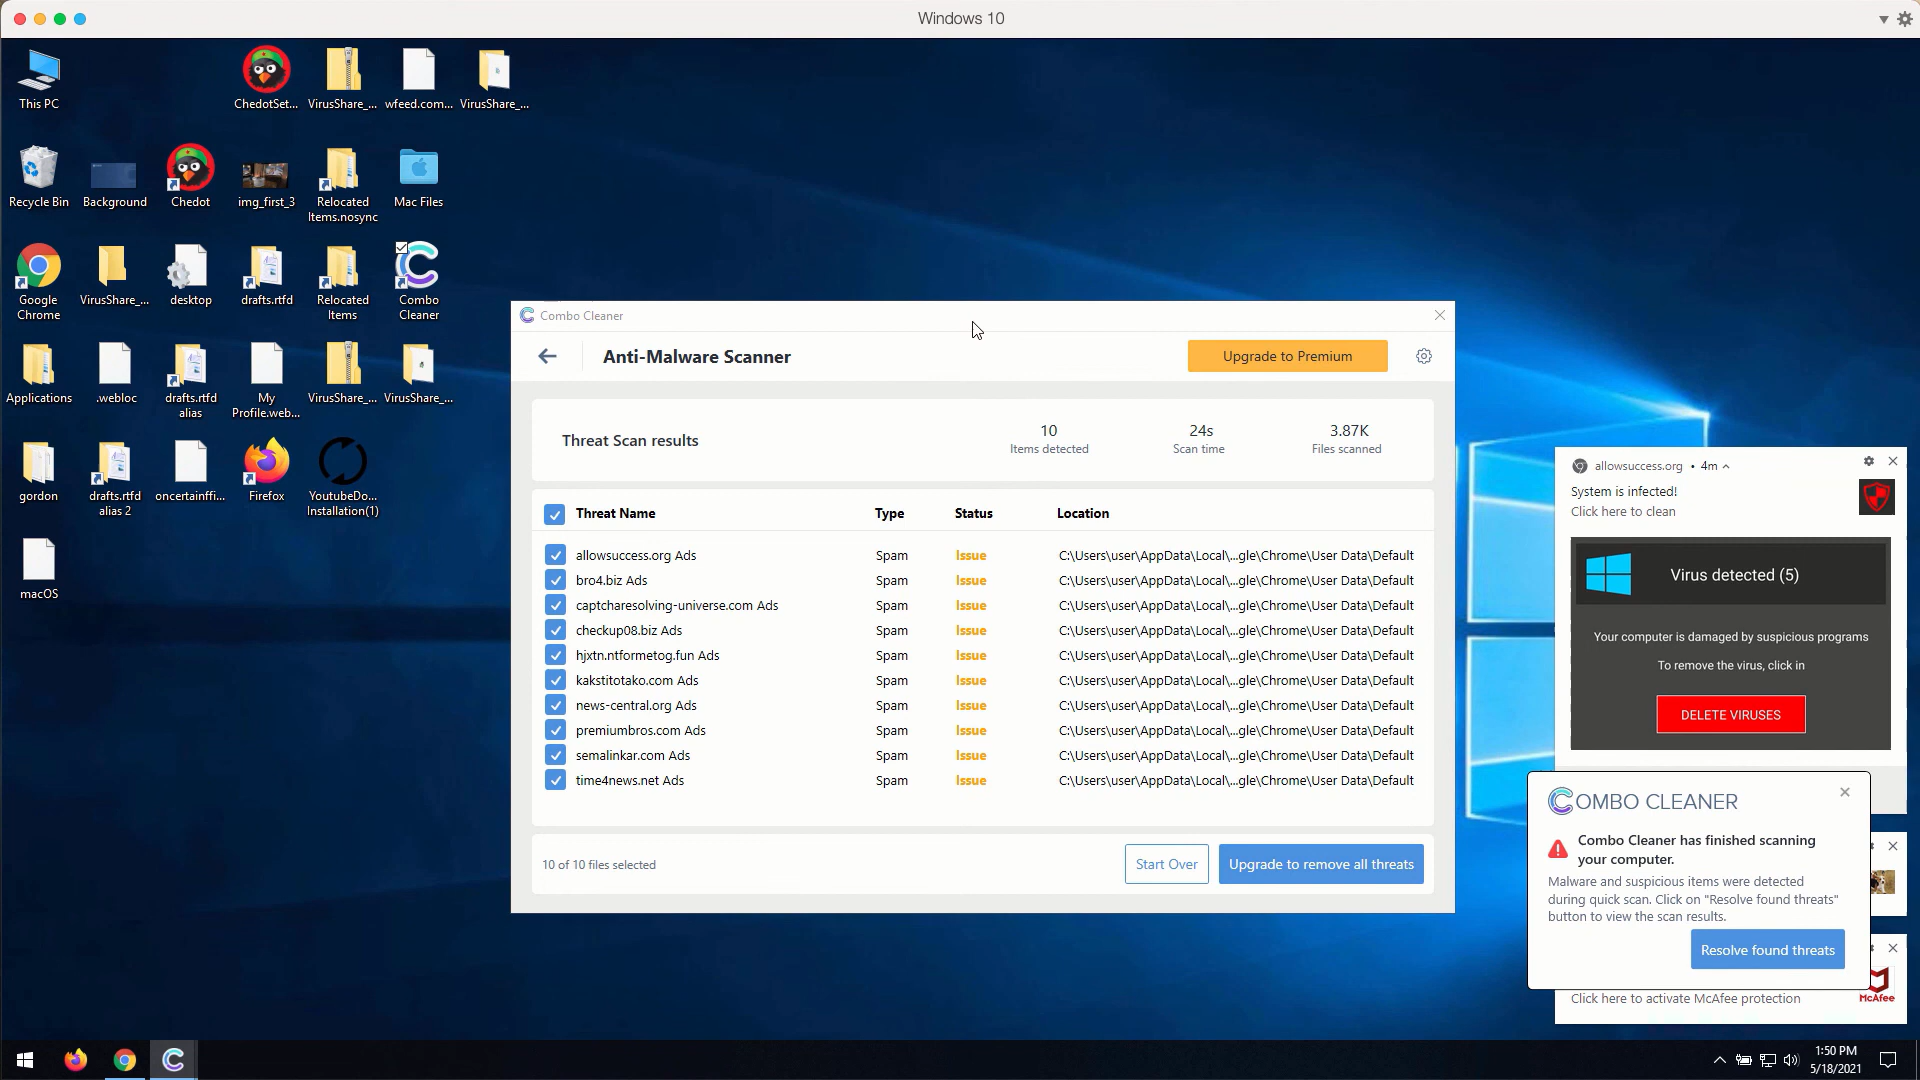 Windows 10
This PC
ChedotSet...
VirusShare_...
wfeed.com...
VirusShare_...
Recycle Bin
Background
Chedot
img_first_3
Relocated
Items.nosync
Mac Files
Google
Chrome
VirusShare_...
desktop
drafts.rtfd
Relocated
Items
Combo
Cleaner
Applications
.webloc
drafts.rtfd
alias
My
Profile.web...
VirusShare_...
VirusShare_...
gordon
drafts.rtfd
alias 2
oncertainffi...
Firefox
YoutubeDo...
Installation(1)
macOS
Combo Cleaner
Anti-Malware Scanner
Upgrade to Premium
Threat Scan results
10
Items detected
24s
Scan time
3.87K
Files scanned
Threat Name Type Status Location
allowsuccess.org Ads Spam Issue C:\Users\user\AppData\Local\...gle\Chrome\User Data\Default
bro4.biz Ads Spam Issue C:\Users\user\AppData\Local\...gle\Chrome\User Data\Default
captcharesolving-universe.com Ads Spam Issue C:\Users\user\AppData\Local\...gle\Chrome\User Data\Default
checkup08.biz Ads Spam Issue C:\Users\user\AppData\Local\...gle\Chrome\User Data\Default
hjxtn.ntformetog.fun Ads Spam Issue C:\Users\user\AppData\Local\...gle\Chrome\User Data\Default
kakstitotako.com Ads Spam Issue C:\Users\user\AppData\Local\...gle\Chrome\User Data\Default
news-central.org Ads Spam Issue C:\Users\user\AppData\Local\...gle\Chrome\User Data\Default
premiumbros.com Ads Spam Issue C:\Users\user\AppData\Local\...gle\Chrome\User Data\Default
semalinkar.com Ads Spam Issue C:\Users\user\AppData\Local\...gle\Chrome\User Data\Default
time4news.net Ads Spam Issue C:\Users\user\AppData\Local\...gle\Chrome\User Data\Default
10 of 10 files selected
Start Over
Upgrade to remove all threats
allowsuccess.org • 4m
System is infected!
Click here to clean
Virus detected (5)
Your computer is damaged by suspicious programs
To remove the virus, click in
DELETE VIRUSES
COMBO CLEANER
Combo Cleaner has finished scanning
your computer.
Malware and suspicious items were detected
during quick scan. Click on "Resolve found threats"
button to view the scan results.
Resolve found threats
Click here to activate McAfee protection
McAfee
1:50 PM
5/18/2021